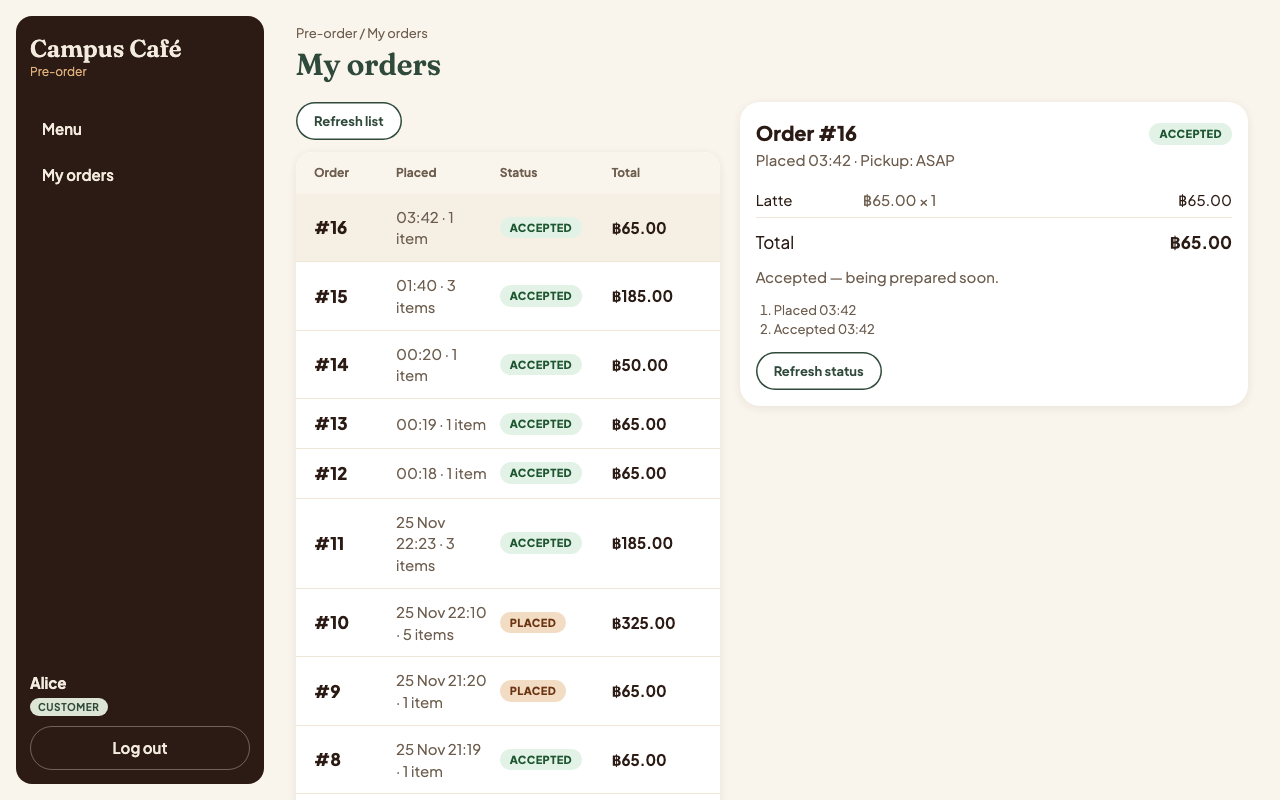 Campus Café
Pre-order
Menu
My orders
Alice
CUSTOMER
Log out
Pre-order / My orders
My orders
Refresh list
Order Placed Status Total
#16 03:42 · 1 item ACCEPTED ฿65.00
#15 01:40 · 3 items ACCEPTED ฿185.00
#14 00:20 · 1 item ACCEPTED ฿50.00
#13 00:19 · 1 item ACCEPTED ฿65.00
#12 00:18 · 1 item ACCEPTED ฿65.00
#11 25 Nov 22:23 · 3 items ACCEPTED ฿185.00
#10 25 Nov 22:10 · 5 items PLACED ฿325.00
#9 25 Nov 21:20 · 1 item PLACED ฿65.00
#8 25 Nov 21:19 · 1 item ACCEPTED ฿65.00
Order #16 ACCEPTED
Placed 03:42 · Pickup: ASAP
Latte ฿65.00 × 1 ฿65.00
Total ฿65.00
Accepted — being prepared soon.
1. Placed 03:42
2. Accepted 03:42
Refresh status